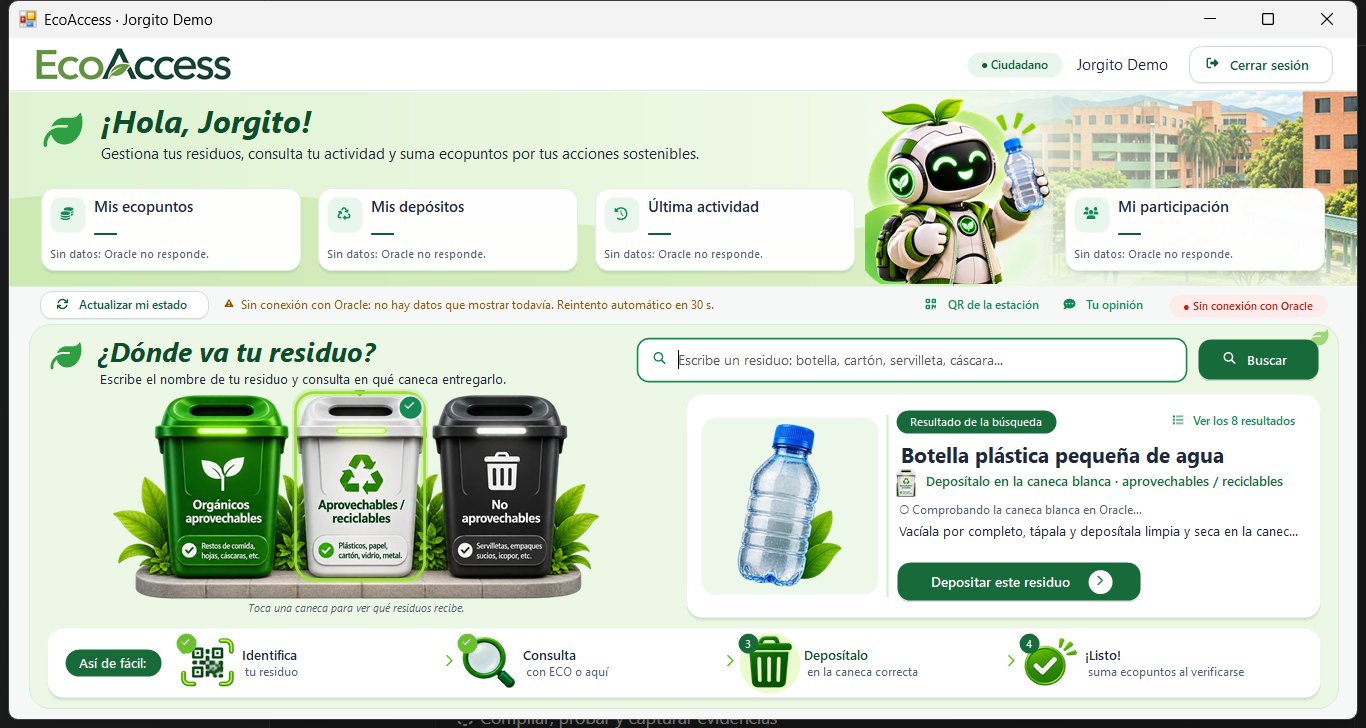 EcoAccess · Jorgito Demo
EcoAccess
• Ciudadano
Jorgito Demo
Cerrar sesión
¡Hola, Jorgito!
Gestiona tus residuos, consulta tu actividad y suma ecopuntos por tus acciones sostenibles.
Mis ecopuntos
—
Sin datos: Oracle no responde.
Mis depósitos
—
Sin datos: Oracle no responde.
Última actividad
—
Sin datos: Oracle no responde.
Mi participación
—
Sin datos: Oracle no responde.
Actualizar mi estado
Sin conexión con Oracle: no hay datos que mostrar todavía. Reintento automático en 30 s.
QR de la estación
Tu opinión
• Sin conexión con Oracle
¿Dónde va tu residuo?
Escribe el nombre de tu residuo y consulta en qué caneca entregarlo.
Escribe un residuo: botella, cartón, servilleta, cáscara...
Buscar
Orgánicos
aprovechables
Restos de comida,
hojas, cáscaras, etc.
Aprovechables /
reciclables
Plásticos, papel,
cartón, vidrio, metal.
No
aprovechables
Servilletas, empaques
sucios, icopor, etc.
Toca una caneca para ver qué residuos recibe.
Resultado de la búsqueda
Ver los 8 resultados
Botella plástica pequeña de agua
Deposítalo en la caneca blanca · aprovechables / reciclables
Comprobando la caneca blanca en Oracle...
Vacíala por completo, tápala y deposítala limpia y seca en la canec...
Depositar este residuo
Así de fácil:
Identifica
tu residuo
Consulta
con ECO o aquí
3
Deposítalo
en la caneca correcta
4
¡Listo!
suma ecopuntos al verificarse
Compilar, probar y capturar evidencias